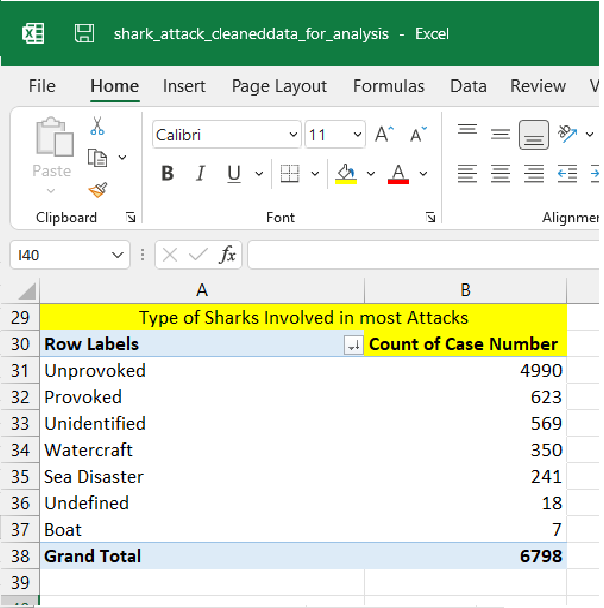 shark_attack_cleaneddata_for_analysis - Excel
File Home Insert Page Layout Formulas Data Review
Calibri 11 A A
Paste
B I U A
Clipboard Font
I40 fx
A B
29 Type of Sharks Involved in most Attacks
30 Row Labels Count of Case Number
31 Unprovoked 4990
32 Provoked 623
33 Unidentified 569
34 Watercraft 350
35 Sea Disaster 241
36 Undefined 18
37 Boat 7
38 Grand Total 6798
39